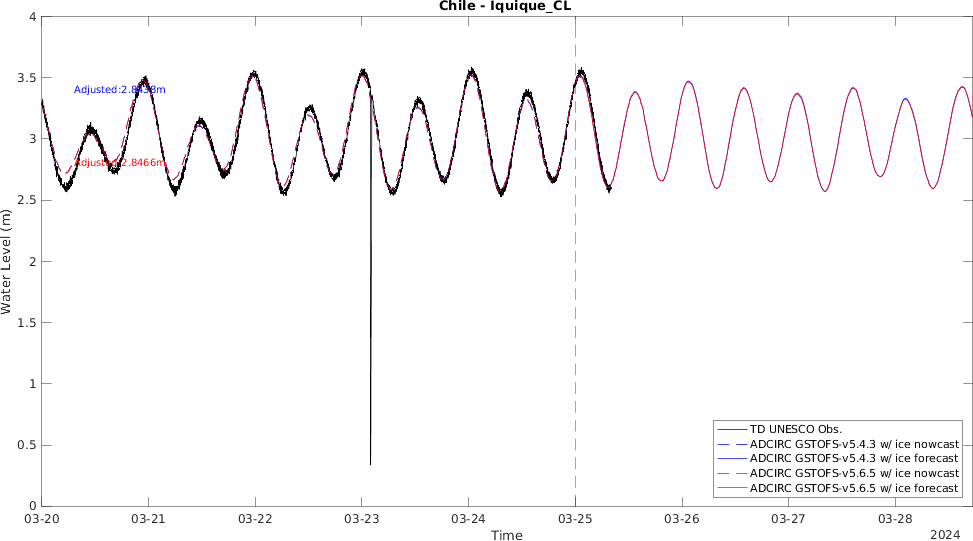 Chile - Iquique_CL
4
3.5
3
2.5
2
1.5
1
0.5
0
Water Level (m)
Adjusted:2.8438m
Adjusted:2.8466m
TD UNESCO Obs.
ADCIRC GSTOFS-v5.4.3 w/ ice nowcast
ADCIRC GSTOFS-v5.4.3 w/ ice forecast
ADCIRC GSTOFS-v5.6.5 w/ ice nowcast
ADCIRC GSTOFS-v5.6.5 w/ ice forecast
03-20 03-21 03-22 03-23 03-24 03-25 03-26 03-27 03-28
Time
2024